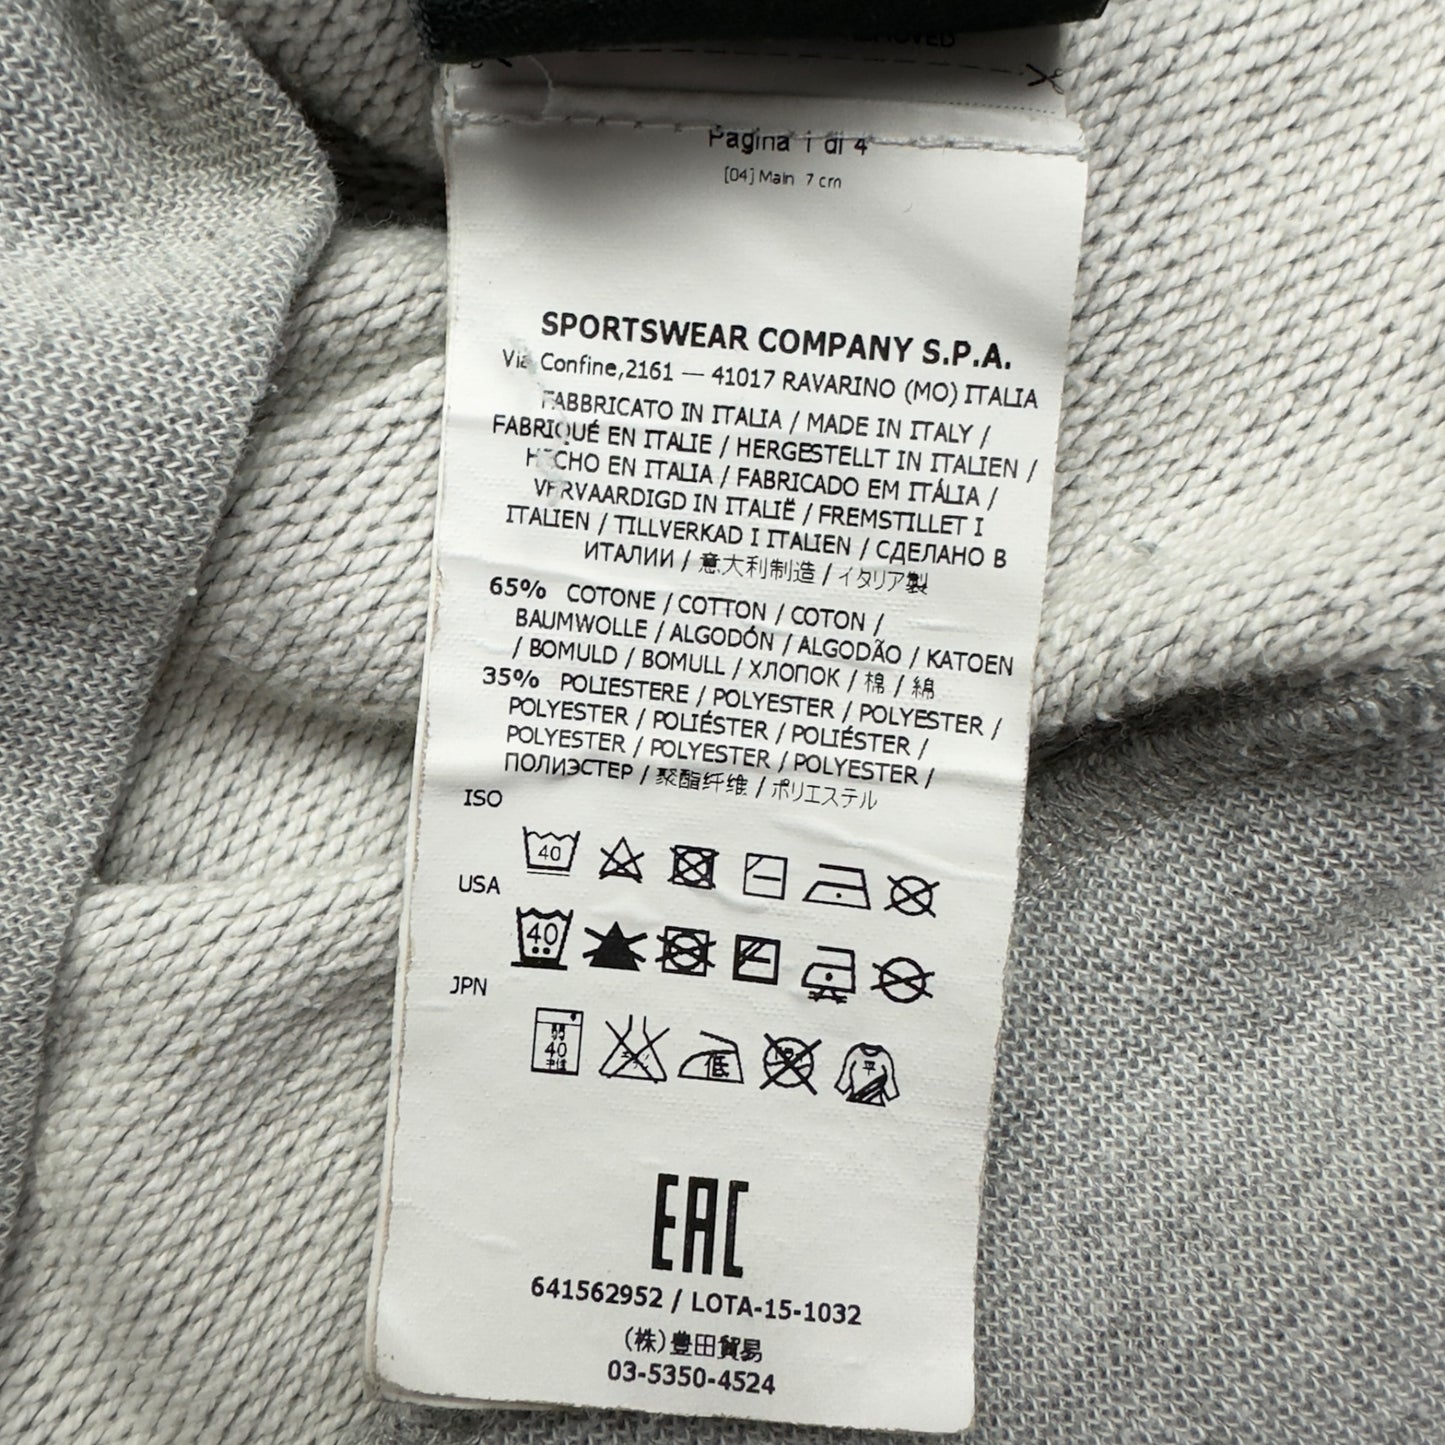 REMOVED
Pagina 1 di 4
[04] Main 7 cm
SPORTSWEAR COMPANY S.P.A.
Via Confine,2161 — 41017 RAVARINO (MO) ITALIA
FABBRICATO IN ITALIA / MADE IN ITALY /
FABRIQUÉ EN ITALIE / HERGESTELLT IN ITALIEN /
HECHO EN ITALIA / FABRICADO EM ITÁLIA /
VERVAARDIGD IN ITALIË / FREMSTILLET I
ITALIEN / TILLVERKAD I ITALIEN / СДЕЛАНО В
ИТАЛИИ / 意大利制造 / イタリア製
65% COTONE / COTTON / COTON /
BAUMWOLLE / ALGODÓN / ALGODÃO / KATOEN
/ BOMULD / BOMULL / ХЛОПОК / 棉 / 綿
35% POLIESTERE / POLYESTER / POLYESTER /
POLYESTER / POLIÉSTER / POLIÉSTER /
POLYESTER / POLYESTER / POLYESTER /
ПОЛИЭСТЕР / 聚酯纤维 / ポリエステル
ISO
40
USA
40
JPN
弱 40 中性 低 平
EAC
641562952 / LOTA-15-1032
(株)豊田貿易
03-5350-4524